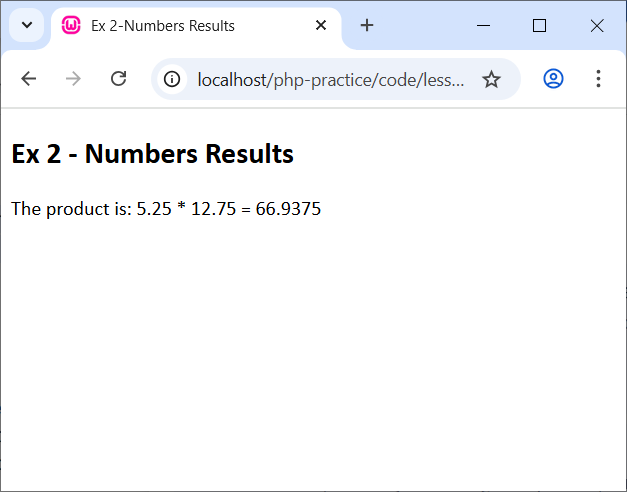 Ex 2-Numbers Results
localhost/php-practice/code/less...
Ex 2 - Numbers Results
The product is: 5.25 * 12.75 = 66.9375